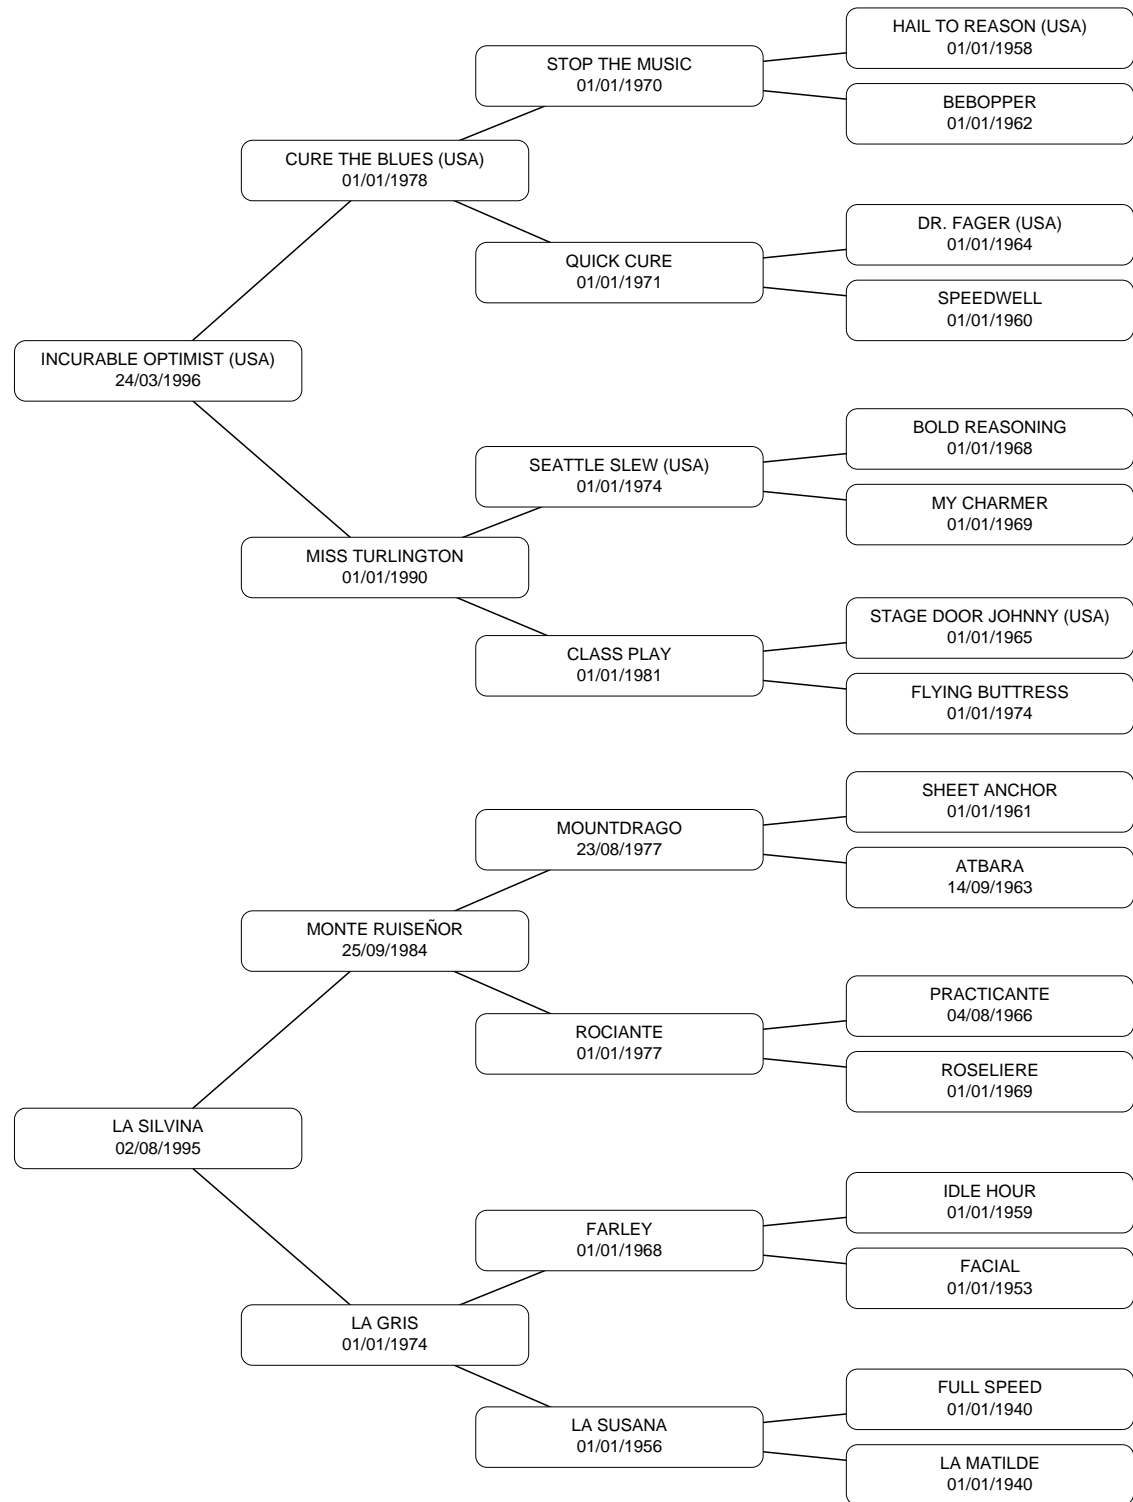 HAIL TO REASON (USA)
01/01/1958
STOP THE MUSIC
01/01/1970
BEBOPPER
01/01/1962
CURE THE BLUES (USA)
01/01/1978
DR. FAGER (USA)
01/01/1964
QUICK CURE
01/01/1971
SPEEDWELL
01/01/1960
INCURABLE OPTIMIST (USA)
24/03/1996
BOLD REASONING
01/01/1968
SEATTLE SLEW (USA)
01/01/1974
MY CHARMER
01/01/1969
MISS TURLINGTON
01/01/1990
STAGE DOOR JOHNNY (USA)
01/01/1965
CLASS PLAY
01/01/1981
FLYING BUTTRESS
01/01/1974
SHEET ANCHOR
01/01/1961
MOUNTDRAGO
23/08/1977
ATBARA
14/09/1963
MONTE RUISEÑOR
25/09/1984
PRACTICANTE
04/08/1966
ROCIANTE
01/01/1977
ROSELIERE
01/01/1969
LA SILVINA
02/08/1995
IDLE HOUR
01/01/1959
FARLEY
01/01/1968
FACIAL
01/01/1953
LA GRIS
01/01/1974
FULL SPEED
01/01/1940
LA SUSANA
01/01/1956
LA MATILDE
01/01/1940